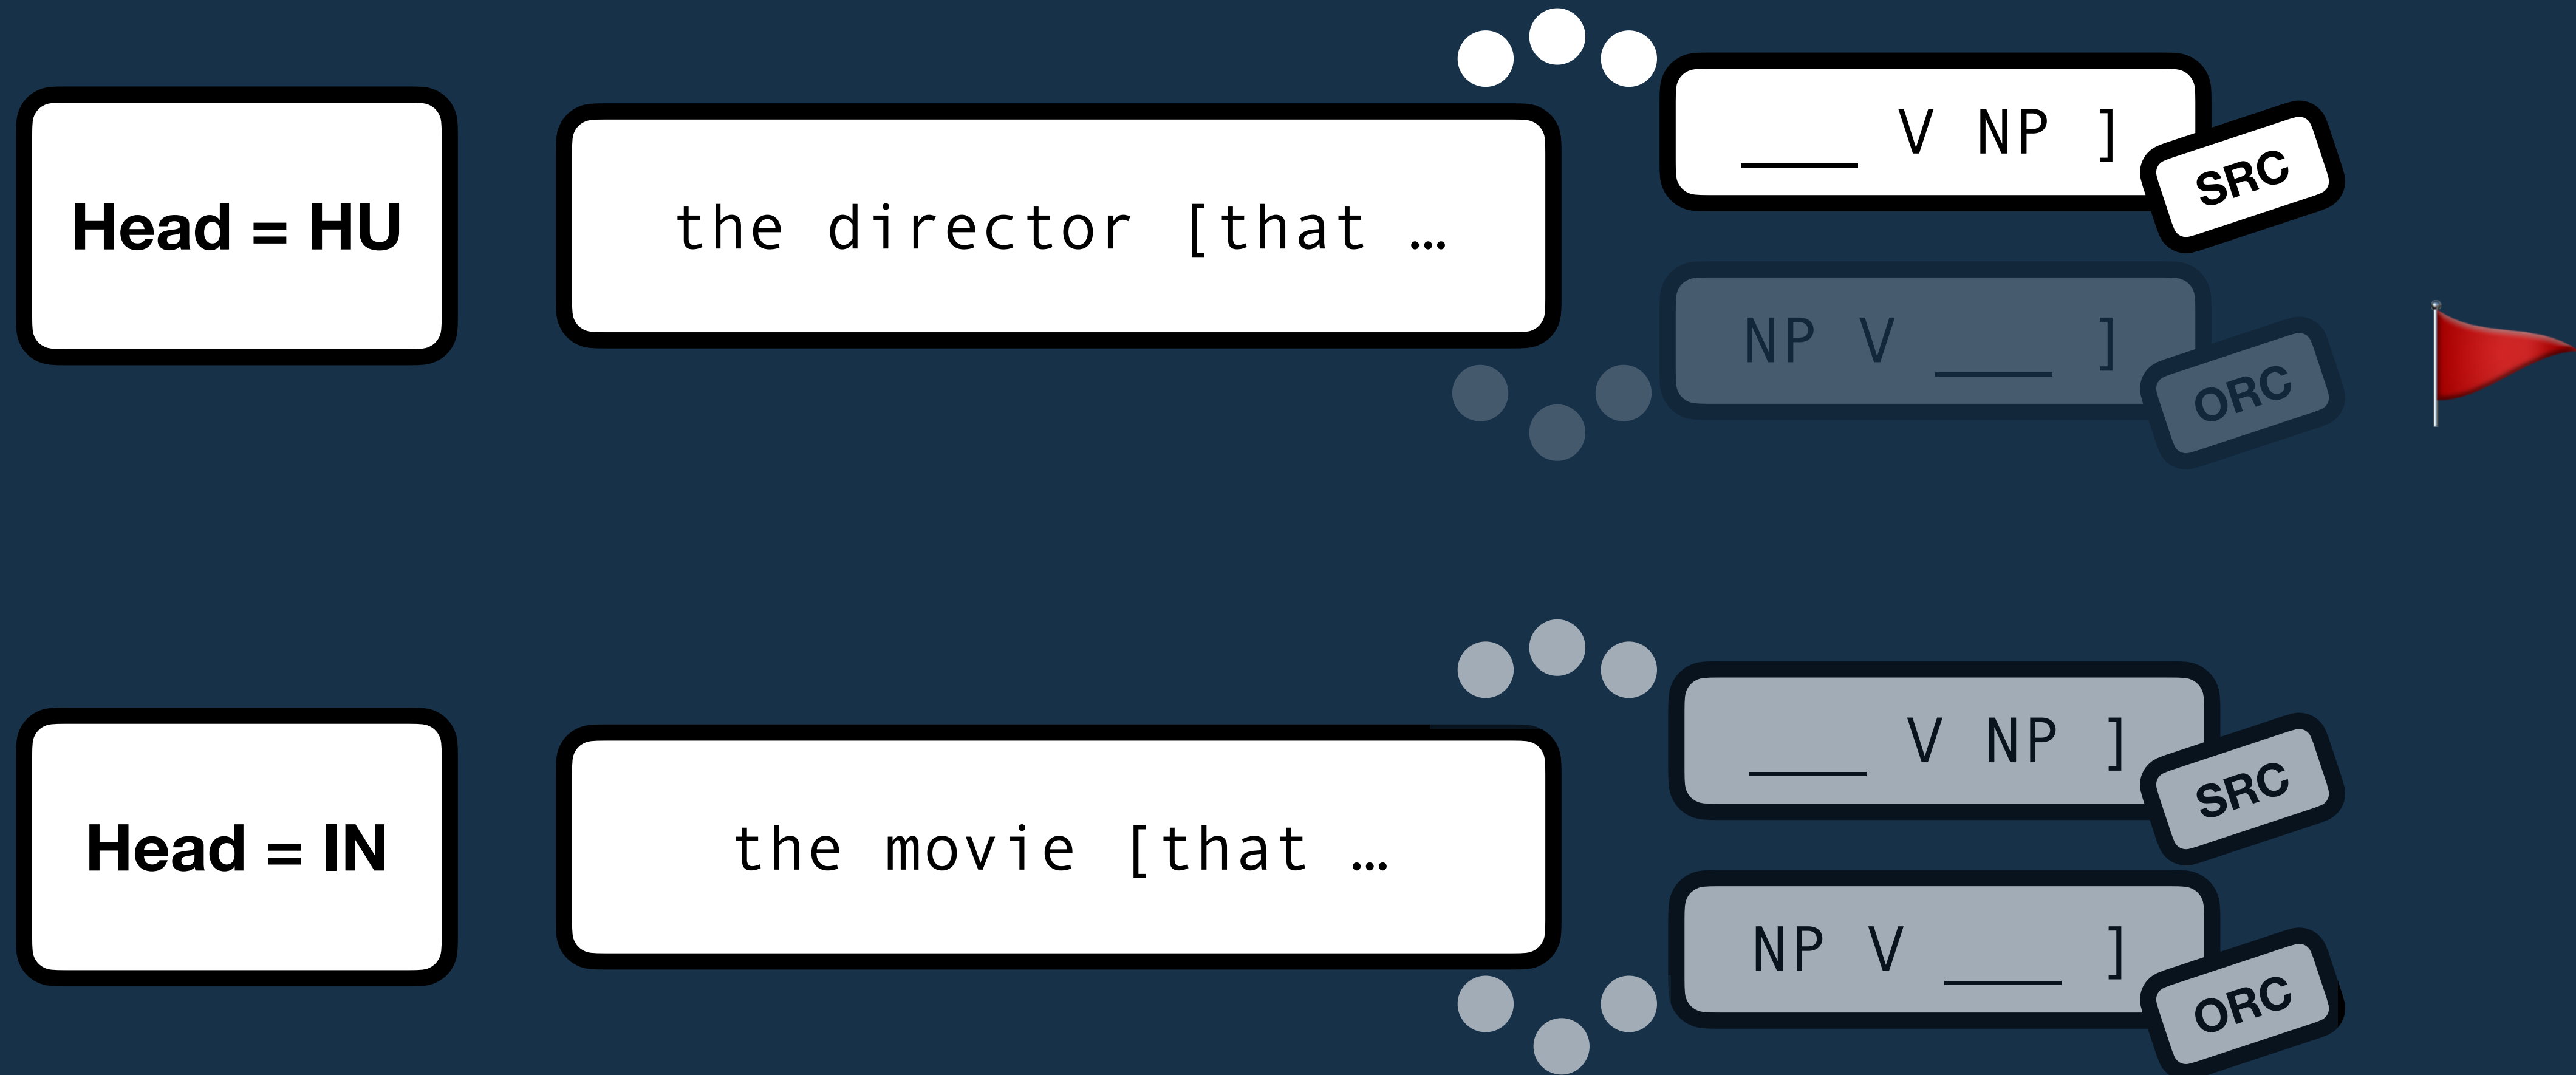 Head = HU
the director [that …
___ V NP ]
SRC
NP V ___ ]
ORC
Head = IN
the movie [that …
___ V NP ]
SRC
NP V ___ ]
ORC